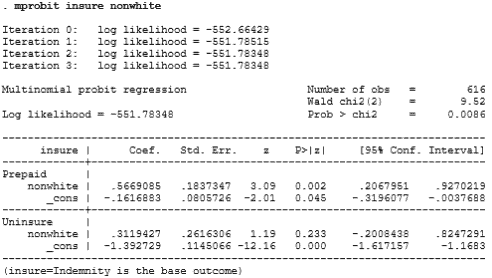 . mprobit insure nonwhite
Iteration 0:   log likelihood = -552.66429
Iteration 1:   log likelihood = -551.78515
Iteration 2:   log likelihood = -551.78348
Iteration 3:   log likelihood = -551.78348
Multinomial probit regression                     Number of obs   =        616
                                                  Wald chi2(2)    =       9.52
Log likelihood = -551.78348                       Prob > chi2     =     0.0086
------------------------------------------------------------------------------
      insure |      Coef.   Std. Err.      z    P>|z|     [95% Conf. Interval]
-------------+----------------------------------------------------------------
Prepaid      |
    nonwhite |   .5669085   .1837347     3.09   0.002     .2067951    .9270219
       _cons |  -.1616883   .0805726    -2.01   0.045    -.3196077   -.0037688
-------------+----------------------------------------------------------------
Uninsure     |
    nonwhite |   .3119427   .2616306     1.19   0.233    -.2008438    .8247291
       _cons |  -1.392729   .1145066   -12.16   0.000    -1.617157     -1.1683
------------------------------------------------------------------------------
(insure=Indemnity is the base outcome)